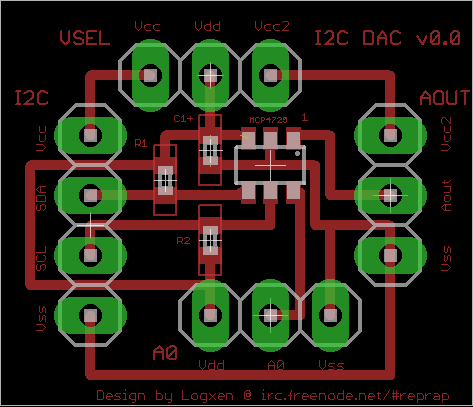 Vcc Vdd Vcc2
VSEL I2C DAC v0.0
I2C AOUT
C1+ MCP4725 1
Vcc R1 Vcc2
SDA Aout
SCL R2 Vss
Vss
A0 Vdd A0 Vss
Design by Logxen @ irc.freenode.net/#reprap